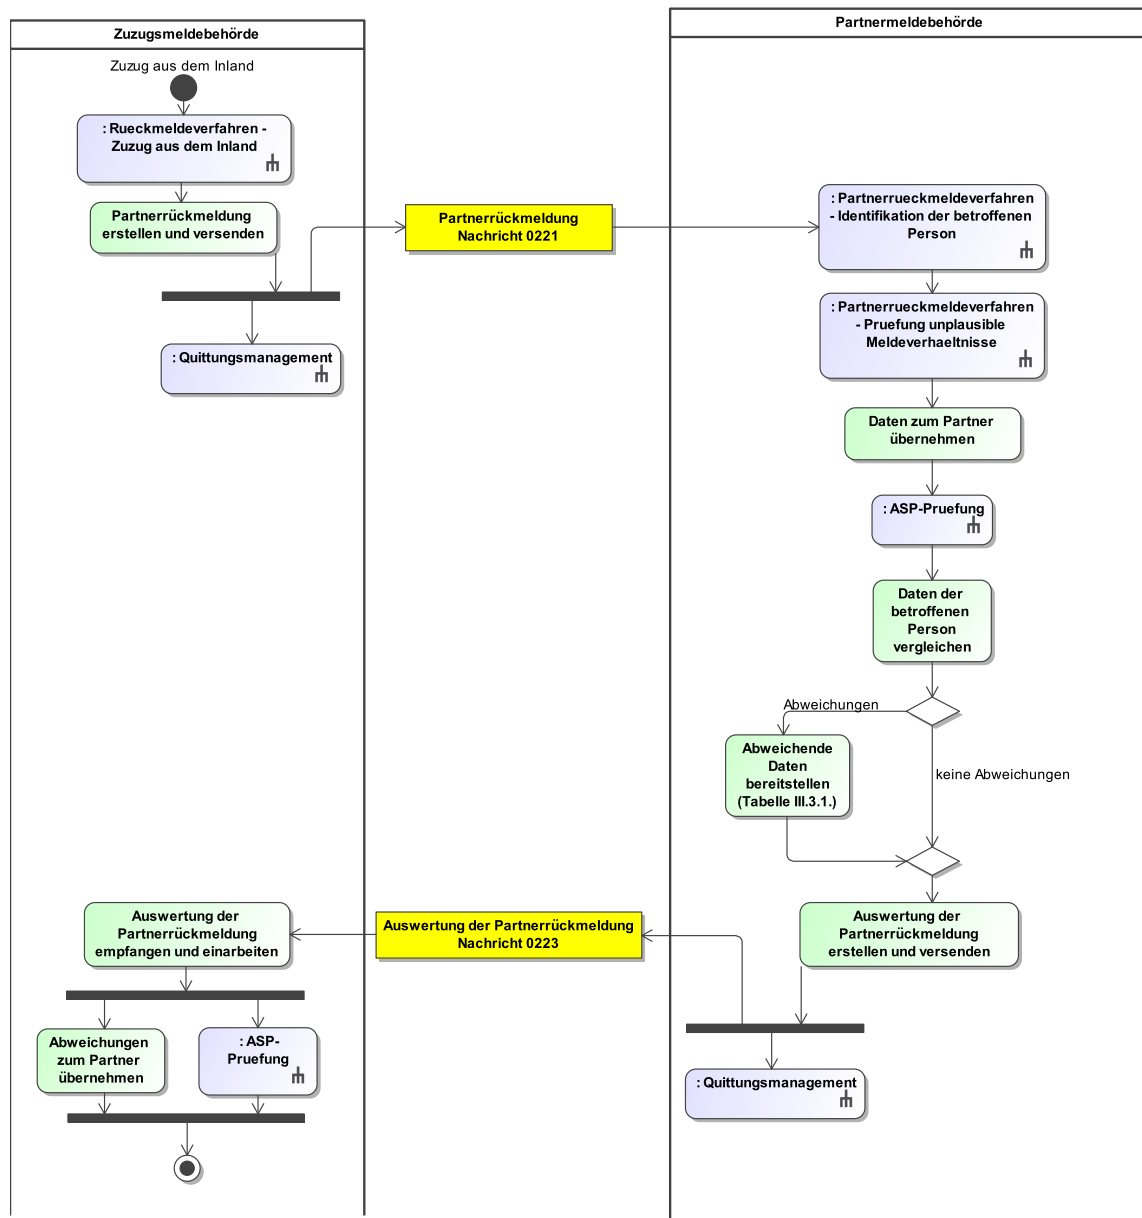 Zuzugsmeldebehörde
Partnermeldebehörde
Zuzug aus dem Inland
: Rueckmeldeverfahren -
Zuzug aus dem Inland
Partnerrückmeldung
erstellen und versenden
: Quittungsmanagement
Partnerrückmeldung
Nachricht 0221
: Partnerrueckmeldeverfahren
- Identifikation der betroffenen
Person
: Partnerrueckmeldeverfahren
- Pruefung unplausible
Meldeverhaeltnisse
Daten zum Partner
übernehmen
: ASP-Pruefung
Daten der
betroffenen
Person
vergleichen
Abweichungen
keine Abweichungen
Abweichende
Daten
bereitstellen
(Tabelle III.3.1.)
Auswertung der
Partnerrückmeldung
erstellen und versenden
: Quittungsmanagement
Auswertung der Partnerrückmeldung
Nachricht 0223
Auswertung der
Partnerrückmeldung
empfangen und einarbeiten
Abweichungen
zum Partner
übernehmen
: ASP-
Pruefung